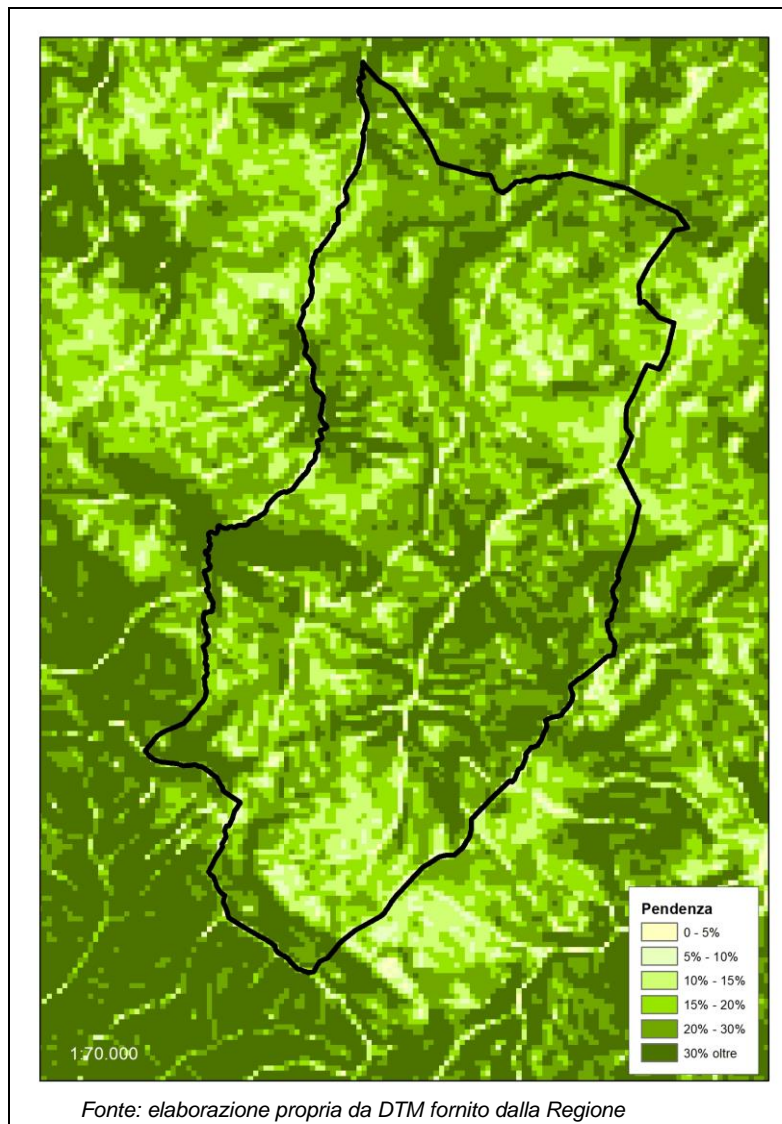 Pendenza
0 - 5%
5% - 10%
10% - 15%
15% - 20%
20% - 30%
30% oltre
1:70.000
Fonte: elaborazione propria da DTM fornito dalla Regione